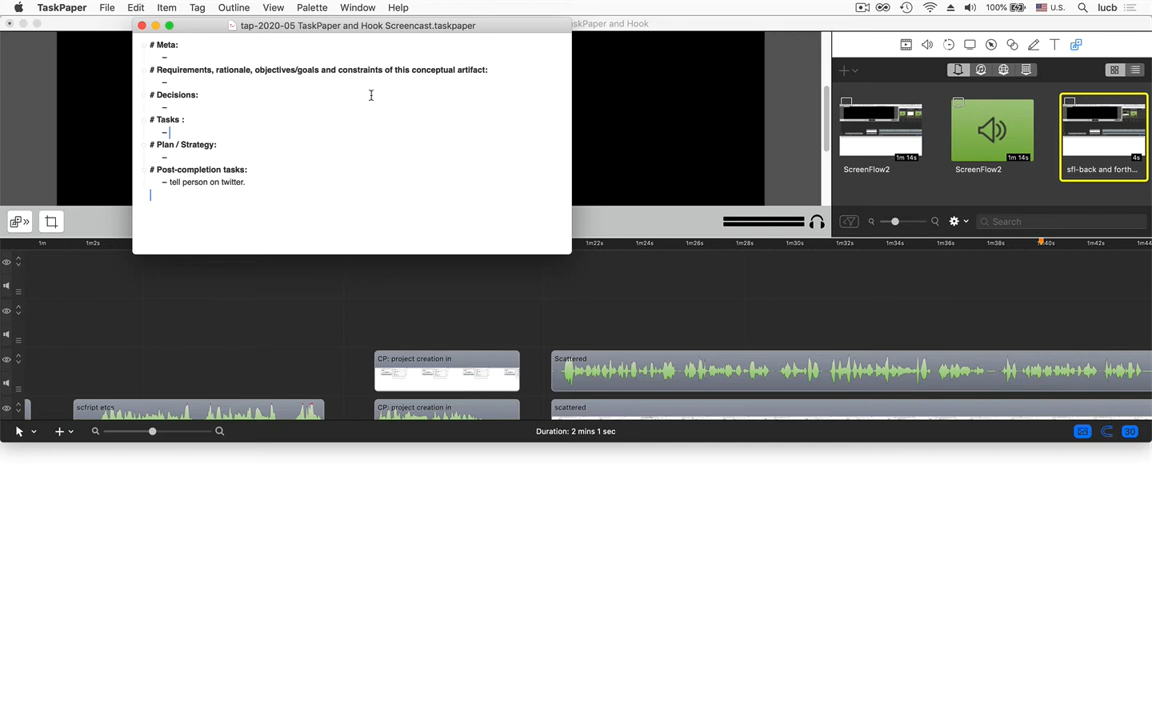 TaskPaper File Edit Item Tag Outline View Palette Window Help 100% U.S. lucb
tap-2020-05 TaskPaper and Hook Screencast.taskpaper
skPaper and Hook
# Meta:
–
# Requirements, rationale, objectives/goals and constraints of this conceptual artifact:
–
# Decisions:
–
# Tasks :
–
# Plan / Strategy:
–
# Post-completion tasks:
– tell person on twitter.
1m 14s
1m 14s
4s
ScreenFlow2
ScreenFlow2
sfl-back and forth...
Search
1m 1m2s 1m22s 1m24s 1m26s 1m28s 1m30s 1m32s 1m34s 1m36s 1m38s 1m40s 1m42s 1m44
CP: project creation in
Scattered
scfript etcs
CP: project creation in
scattered
Duration: 2 mins 1 sec
30